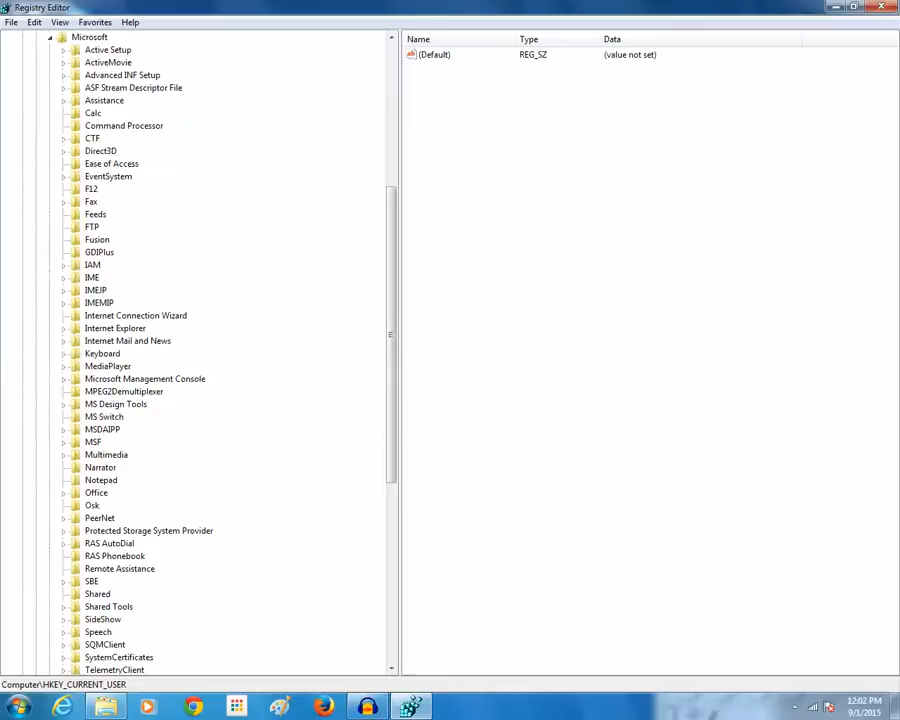 Registry Editor
File Edit View Favorites Help
Microsoft
Active Setup
ActiveMovie
Advanced INF Setup
ASF Stream Descriptor File
Assistance
Calc
Command Processor
CTF
Direct3D
Ease of Access
EventSystem
F12
Fax
Feeds
FTP
Fusion
GDIPlus
IAM
IME
IMEJP
IMEMIP
Internet Connection Wizard
Internet Explorer
Internet Mail and News
Keyboard
MediaPlayer
Microsoft Management Console
MPEG2Demultiplexer
MS Design Tools
MS Switch
MSDAIPP
MSF
Multimedia
Narrator
Notepad
Office
Osk
PeerNet
Protected Storage System Provider
RAS AutoDial
RAS Phonebook
Remote Assistance
SBE
Shared
Shared Tools
SideShow
Speech
SQMClient
SystemCertificates
TelemetryClient
Name Type Data
ab (Default) REG_SZ (value not set)
Computer\HKEY_CURRENT_USER
12:02 PM
9/1/2015